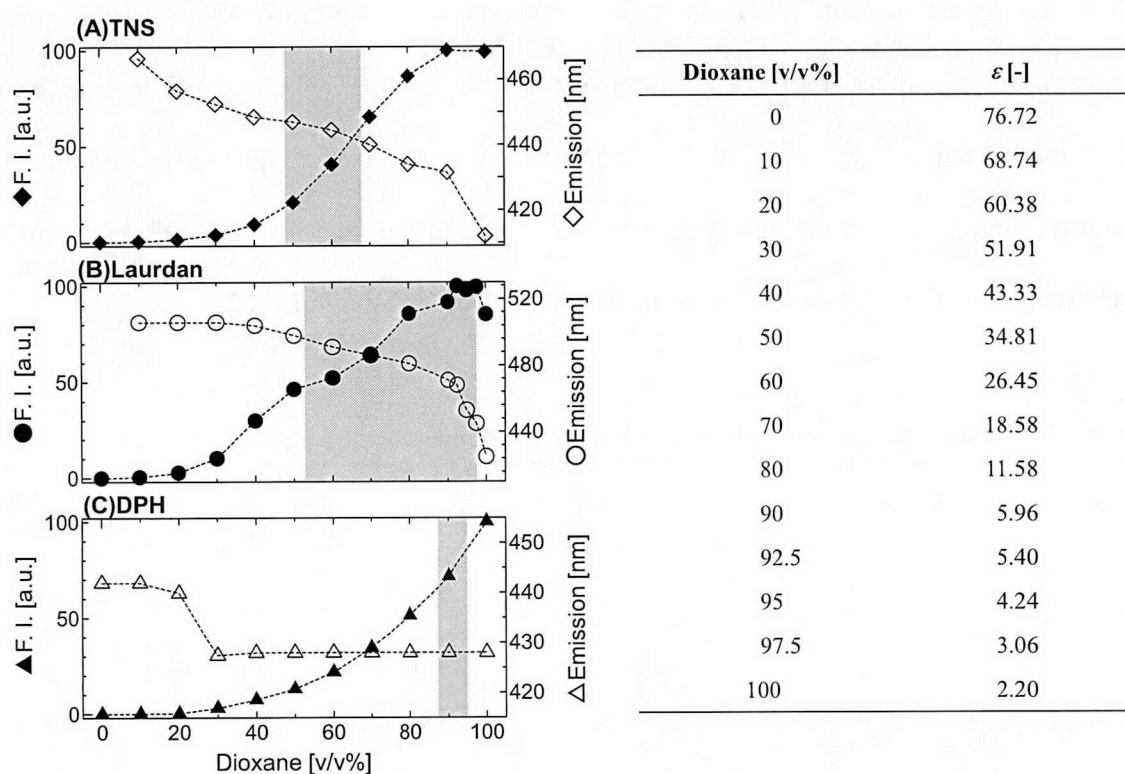 (A)TNS
100
50
0
◆ F. I. [a.u.]
460
440
420
◇Emission [nm]
(B)Laurdan
100
50
0
● F. I. [a.u.]
520
480
440
○Emission [nm]
(C)DPH
100
50
0
▲F. I. [a.u.]
450
440
430
420
△Emission [nm]
0 20 40 60 80 100
Dioxane [v/v%]
Dioxane [v/v%] ε [-]
0 76.72
10 68.74
20 60.38
30 51.91
40 43.33
50 34.81
60 26.45
70 18.58
80 11.58
90 5.96
92.5 5.40
95 4.24
97.5 3.06
100 2.20